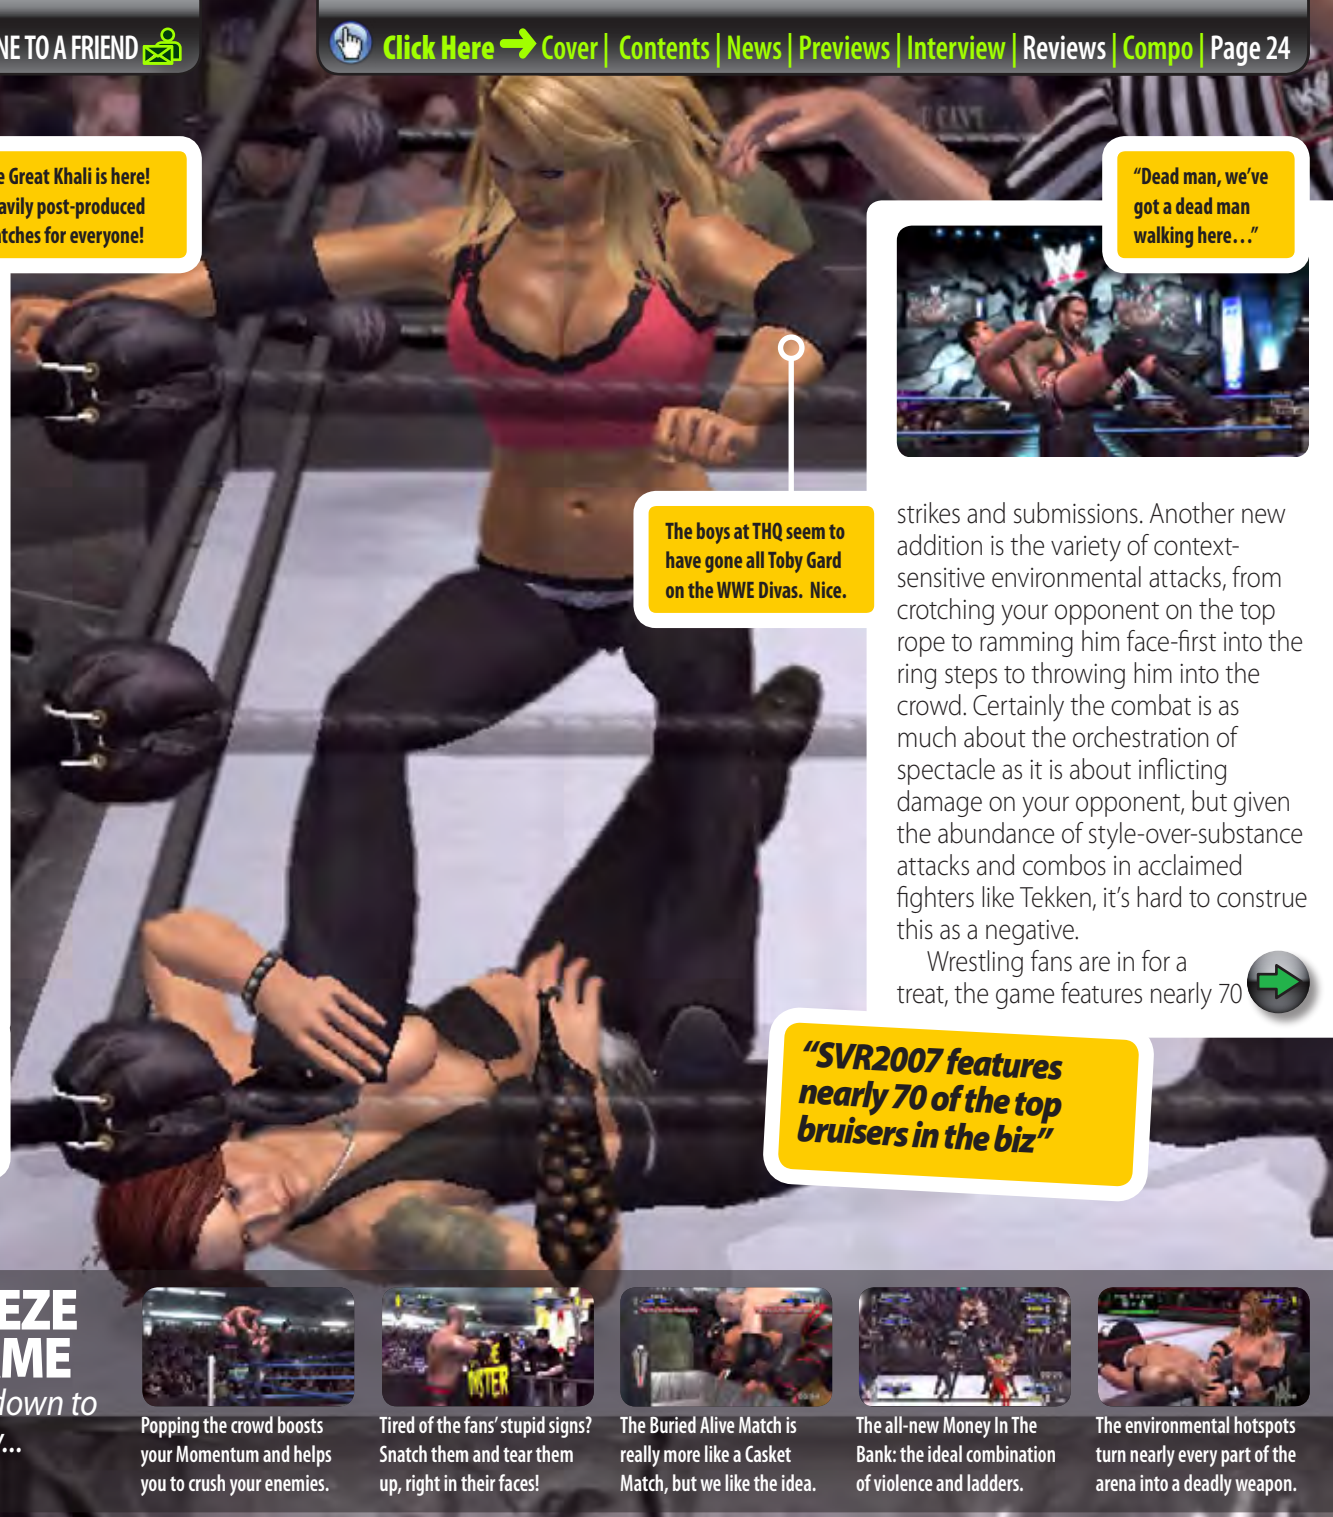 NE TO A FRIEND
Click Here → Cover | Contents | News | Previews | Interview | Reviews | Compo | Page 24
e Great Khali is here!
avily post-produced
tches for everyone!
"Dead man, we've
got a dead man
walking here…"
The boys at THQ seem to
have gone all Toby Gard
on the WWE Divas. Nice.
strikes and submissions. Another new
addition is the variety of context-
sensitive environmental attacks, from
crotching your opponent on the top
rope to ramming him face-first into the
ring steps to throwing him into the
crowd. Certainly the combat is as
much about the orchestration of
spectacle as it is about inflicting
damage on your opponent, but given
the abundance of style-over-substance
attacks and combos in acclaimed
fighters like Tekken, it's hard to construe
this as a negative.
Wrestling fans are in for a
treat, the game features nearly 70
"SVR2007 features
nearly 70 of the top
bruisers in the biz"
EZE
ME
down to
...
Popping the crowd boosts
your Momentum and helps
you to crush your enemies.
Tired of the fans' stupid signs?
Snatch them and tear them
up, right in their faces!
The Buried Alive Match is
really more like a Casket
Match, but we like the idea.
The all-new Money In The
Bank: the ideal combination
of violence and ladders.
The environmental hotspots
turn nearly every part of the
arena into a deadly weapon.